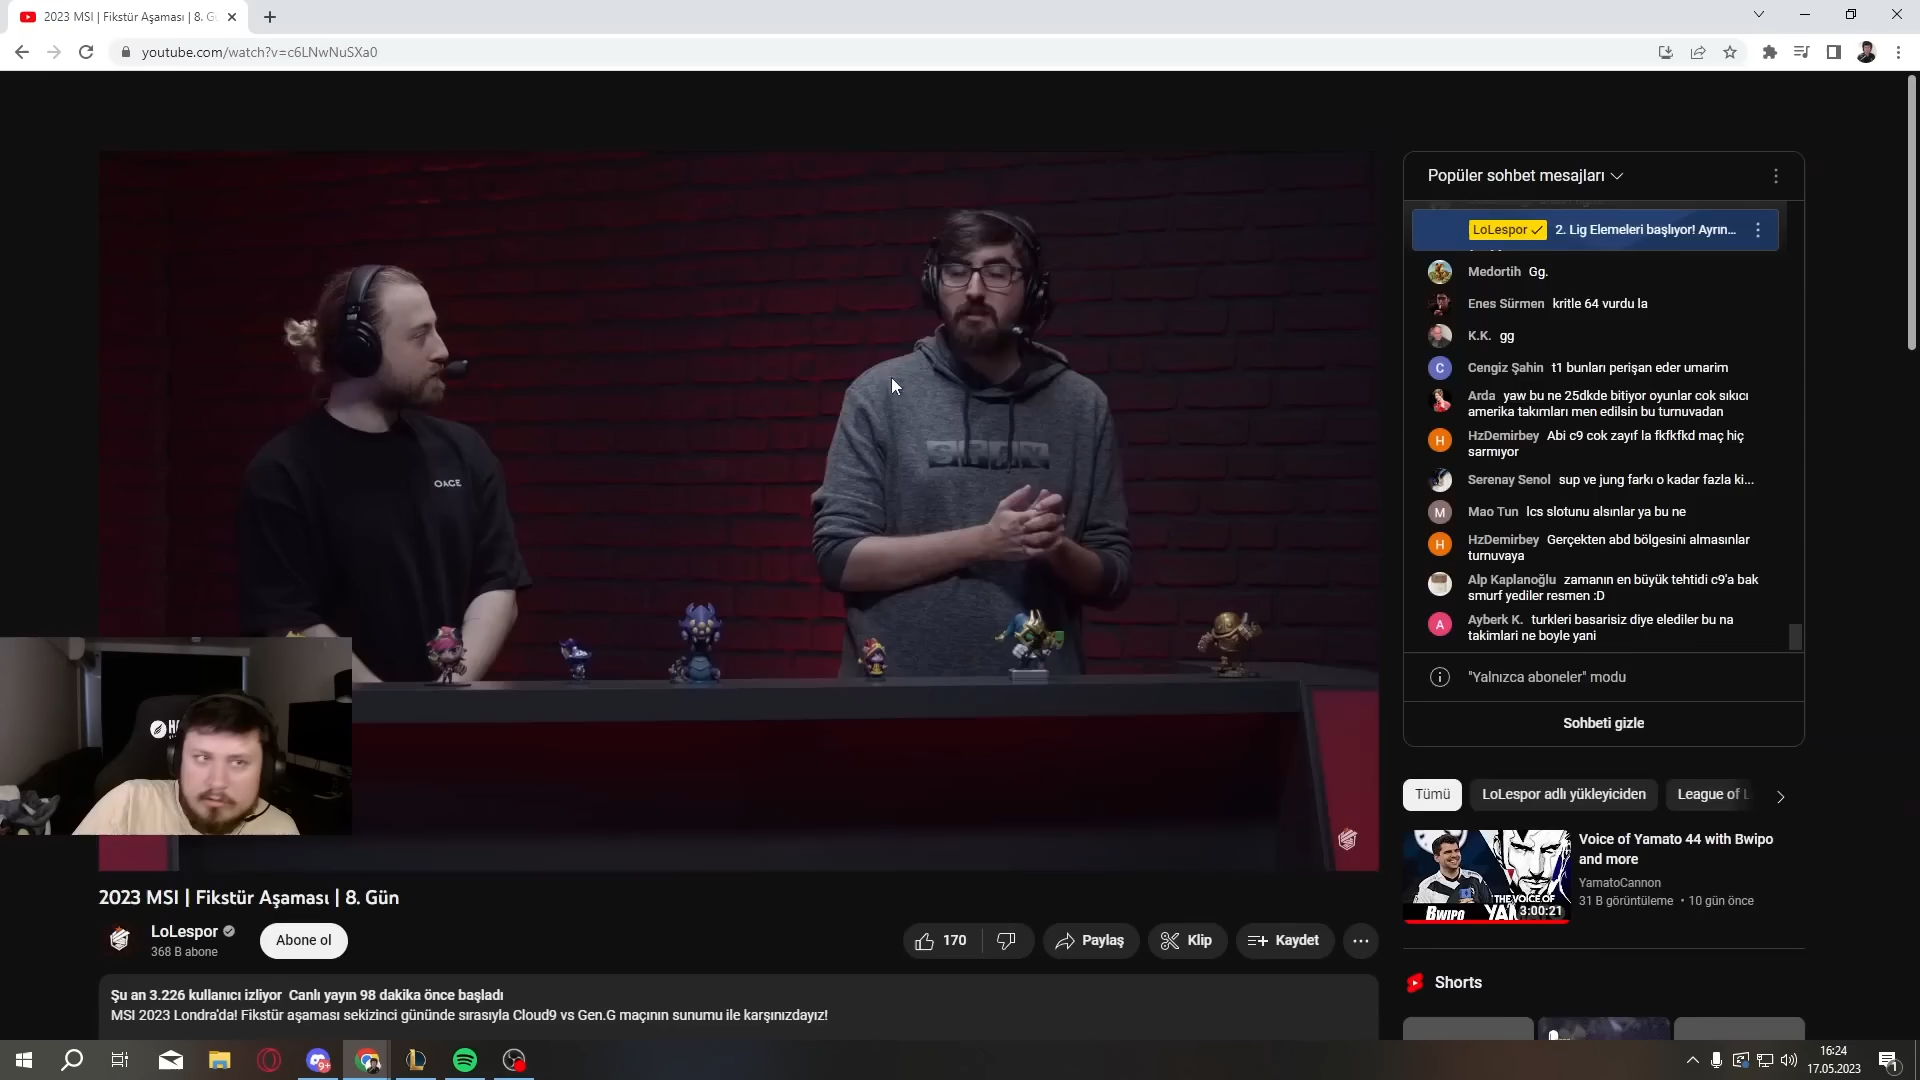 2023 MSI | Fikstür Aşaması | 8. G
youtube.com/watch?v=c6LNwNuSXa0
Popüler sohbet mesajları
LoLespor 2. Lig Elemeleri başlıyor! Ayrın...
Medortih Gg.
Enes Sürmen kritle 64 vurdu la
K.K. gg
C Cengiz Şahin t1 bunları perişan eder umarim
Arda yaw bu ne 25dkde bitiyor oyunlar cok sıkıcı
amerika takımları men edilsin bu turnuvadan
H HzDemirbey Abi c9 cok zayıf la fkfkfkd maç hiç
sarmıyor
Serenay Senol sup ve jung farkı o kadar fazla ki...
M Mao Tun lcs slotunu alsınlar ya bu ne
H HzDemirbey Gerçekten abd bölgesini almasınlar
turnuvaya
Alp Kaplanoğlu zamanın en büyük tehtidi c9'a bak
smurf yediler resmen :D
A Ayberk K. turkleri basarisiz diye elediler bu na
takimlari ne boyle yani
"Yalnızca aboneler" modu
Sohbeti gizle
OACE
Tümü
LoLespor adlı yükleyiciden
League of L
Voice of Yamato 44 with Bwipo
and more
YamatoCannon
31 B görüntüleme • 10 gün önce
THE VOICE OF
BWIPO
3:00:21
2023 MSI | Fikstür Aşaması | 8. Gün
LoLespor
368 B abone
Abone ol
170
Paylaş
Klip
Kaydet
Şu an 3.226 kullanıcı izliyor Canlı yayın 98 dakika önce başladı
MSI 2023 Londra'da! Fikstür aşaması sekizinci gününde sırasıyla Cloud9 vs Gen.G maçının sunumu ile karşınızdayız!
Shorts
9+
16:24
17.05.2023
1